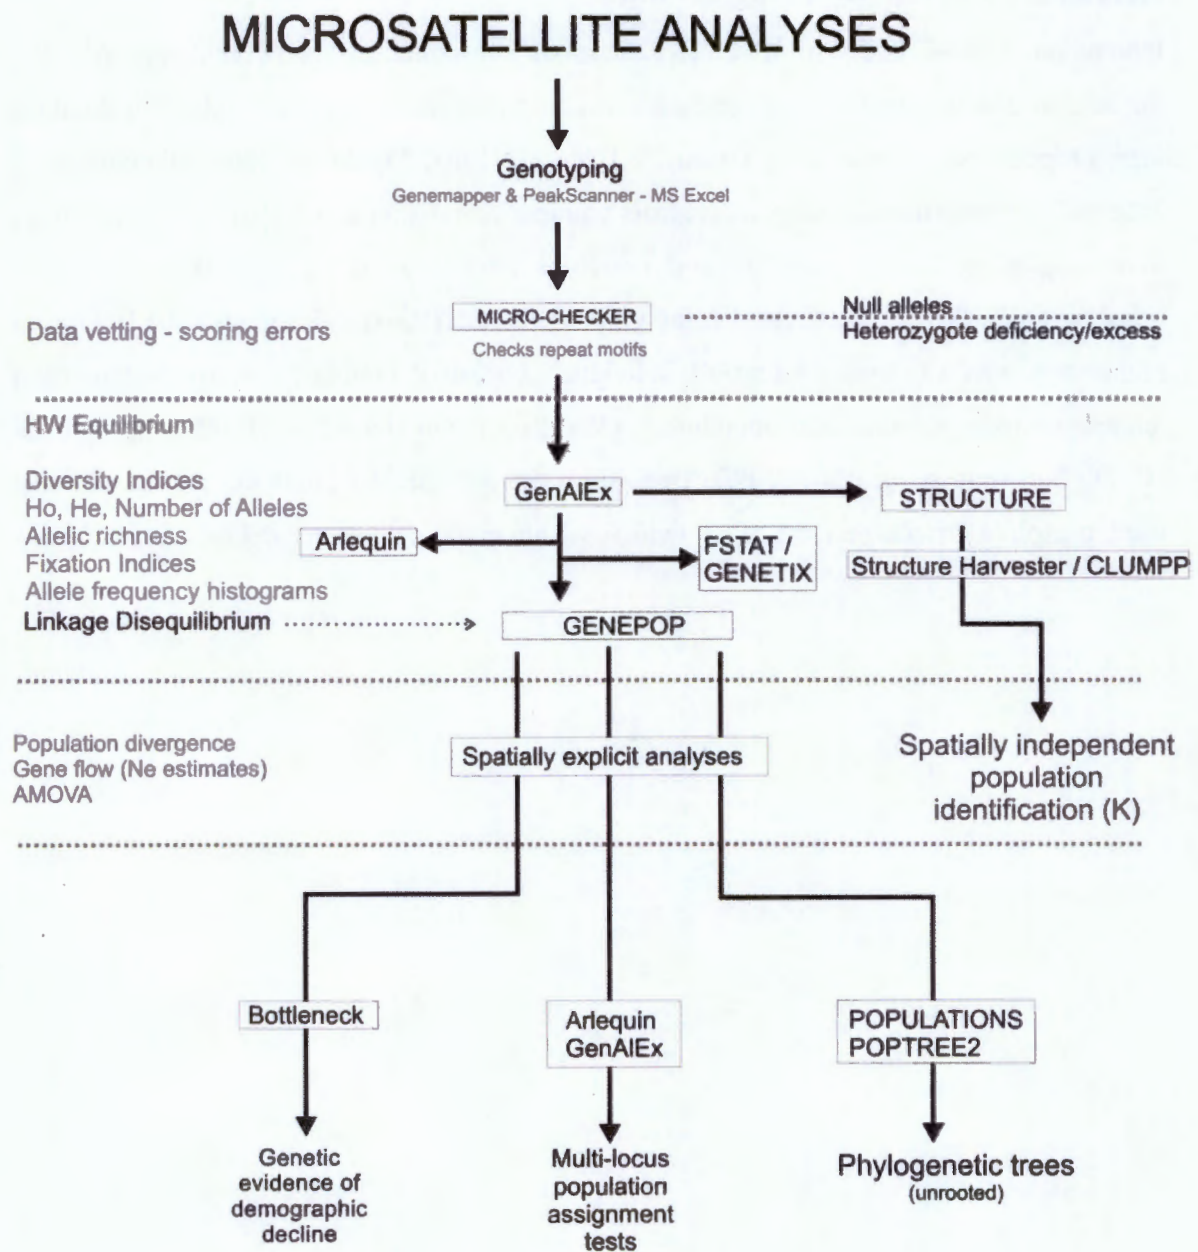 MICROSATELLITE ANALYSES
Genotyping
Genemapper & PeakScanner - MS Excel
Data vetting - scoring errors
MICRO-CHECKER
Checks repeat motifs
Null alleles
Heterozygote deficiency/excess
HW Equilibrium
Diversity Indices
Ho, He, Number of Alleles
Allelic richness
Fixation Indices
Allele frequency histograms
Linkage Disequilibrium
GenAlEx
STRUCTURE
Arlequin
FSTAT /
GENETIX
Structure Harvester / CLUMPP
GENEPOP
Population divergence
Gene flow (Ne estimates)
AMOVA
Spatially explicit analyses
Spatially independent
population
identification (K)
Bottleneck
Arlequin
GenAlEx
POPULATIONS
POPTREE2
Genetic
evidence of
demographic
decline
Multi-locus
population
assignment
tests
Phylogenetic trees
(unrooted)